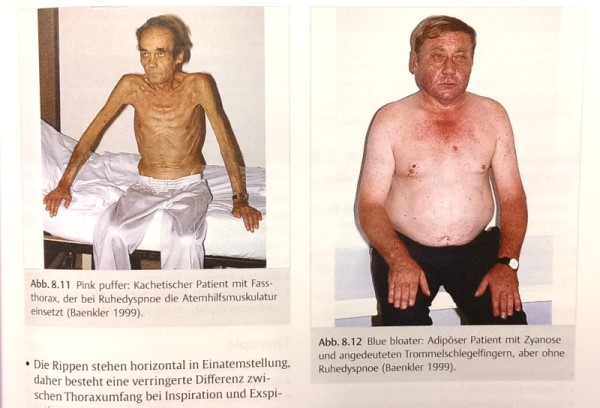 Abb. 8.11 Pink puffer: Kachetischer Patient mit Fass-
thorax, der bei Ruhedyspnoe die Atemhilfsmuskulatur
einsetzt (Baenkler 1999).
• Die Rippen stehen horizontal in Einatemstellung,
daher besteht eine verringerte Differenz zwi-
schen Thoraxumfang bei Inspiration und Exspi-
Abb. 8.12 Blue bloater: Adipöser Patient mit Zyanose
und angedeuteten Trommelschlegelfingern, aber ohne
Ruhedyspnoe (Baenkler 1999).